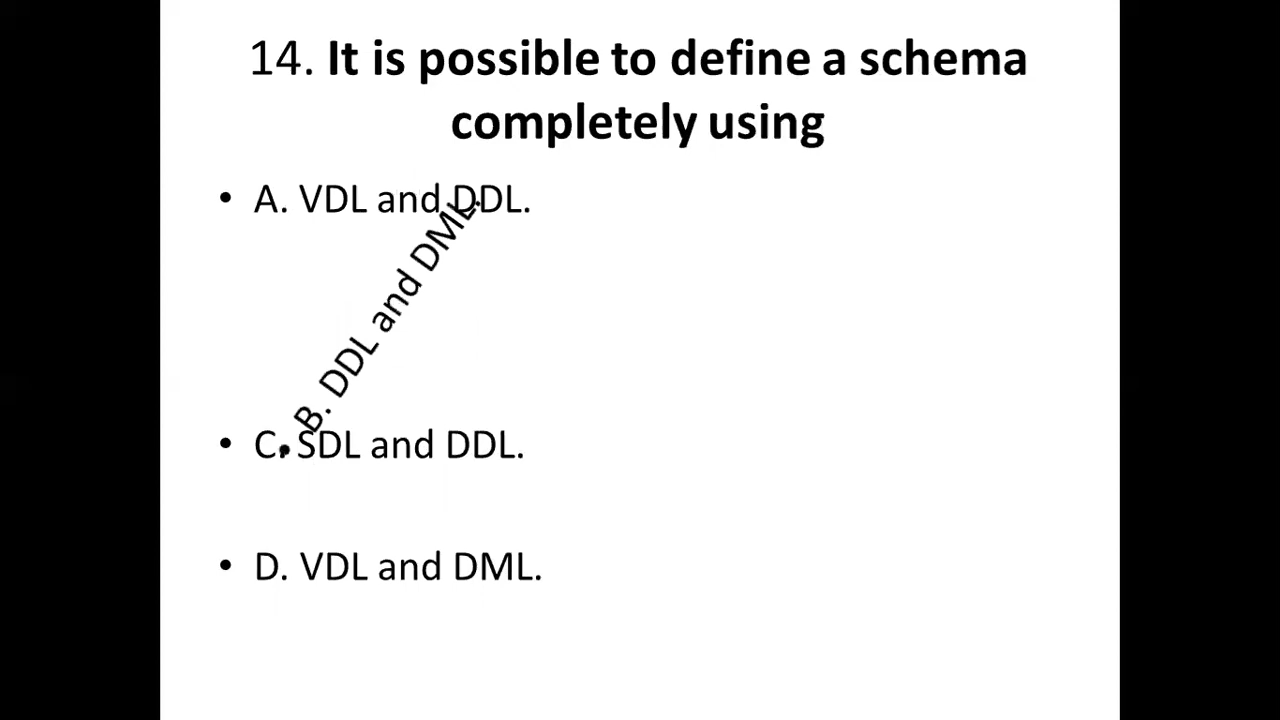 14. It is possible to define a schema
completely using
• A. VDL and DDL.
• B. DDL and DML.
• C. SDL and DDL.
• D. VDL and DML.